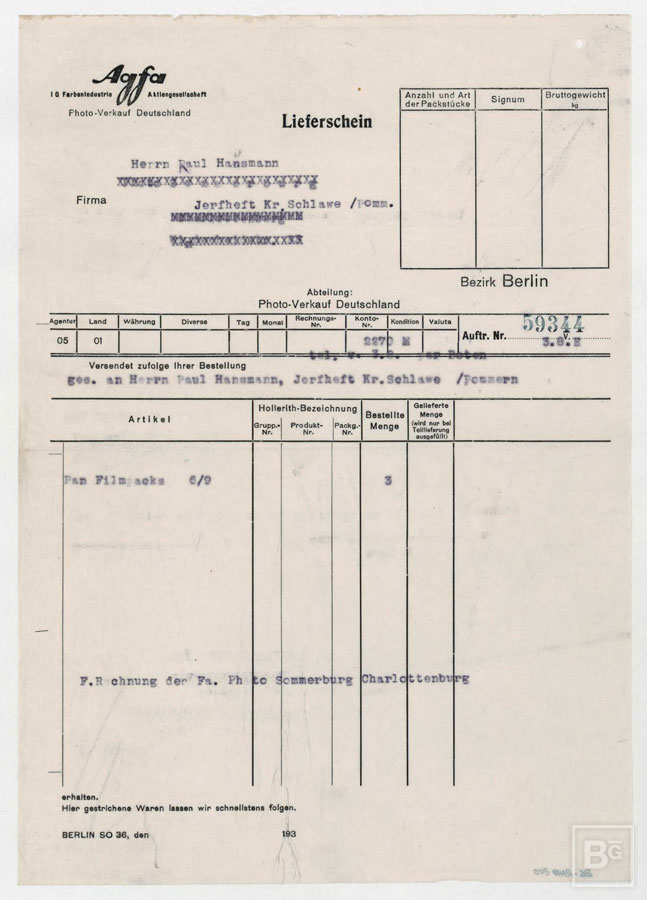 Agfa
I G Farbenindustrie Aktiengesellschaft
Photo-Verkauf Deutschland
Lieferschein
Anzahl und Art der Packstücke
Signum
Bruttogewicht kg
Herrn Paul Hansmann
Firma
Jerfheft Kr.Schlawe /Pomm.
Bezirk Berlin
Abteilung:
Photo-Verkauf Deutschland
Agentur Land Währung Diverse Tag Monat Rechnungs-Nr. Konto-Nr. Kondition Valuta
Auftr. Nr. 59344
05 01 2270 M v. 3.8.
tel. v. 3.8. per Boten
Versendet zufolge Ihrer Bestellung
ges. an Herrn Paul Hansmann, Jerfheft Kr.Schlawe /Pommern
Artikel
Hollerith-Bezeichnung
Grupp.-Nr. Produkt-Nr. Packg.-Nr.
Bestellte Menge
Gelieferte Menge (wird nur bei Teillieferung ausgefüllt)
Pan Filmpacks 6/9 3
F.Rechnung der Fa. Photo Sommerburg Charlottenburg
erhalten.
Hier gestrichene Waren lassen wir schnellstens folgen.
BERLIN SO 36, den 193
BG